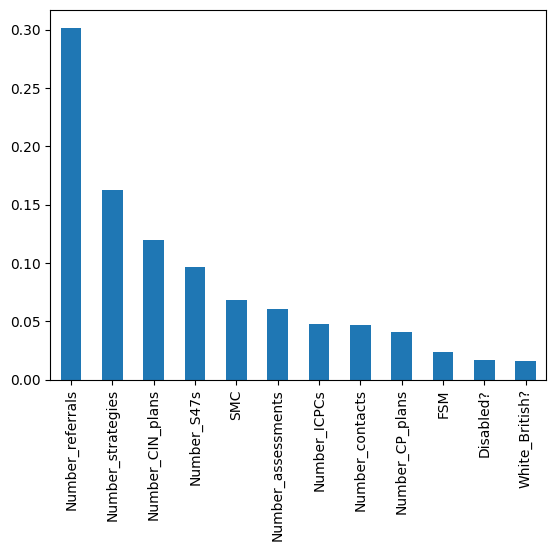 0.30
0.25
0.20
0.15
0.10
0.05
0.00
Number_referrals
Number_strategies
Number_CIN_plans
Number_S47s
SMC
Number_assessments
Number_ICPCs
Number_contacts
Number_CP_plans
FSM
Disabled?
White_British?